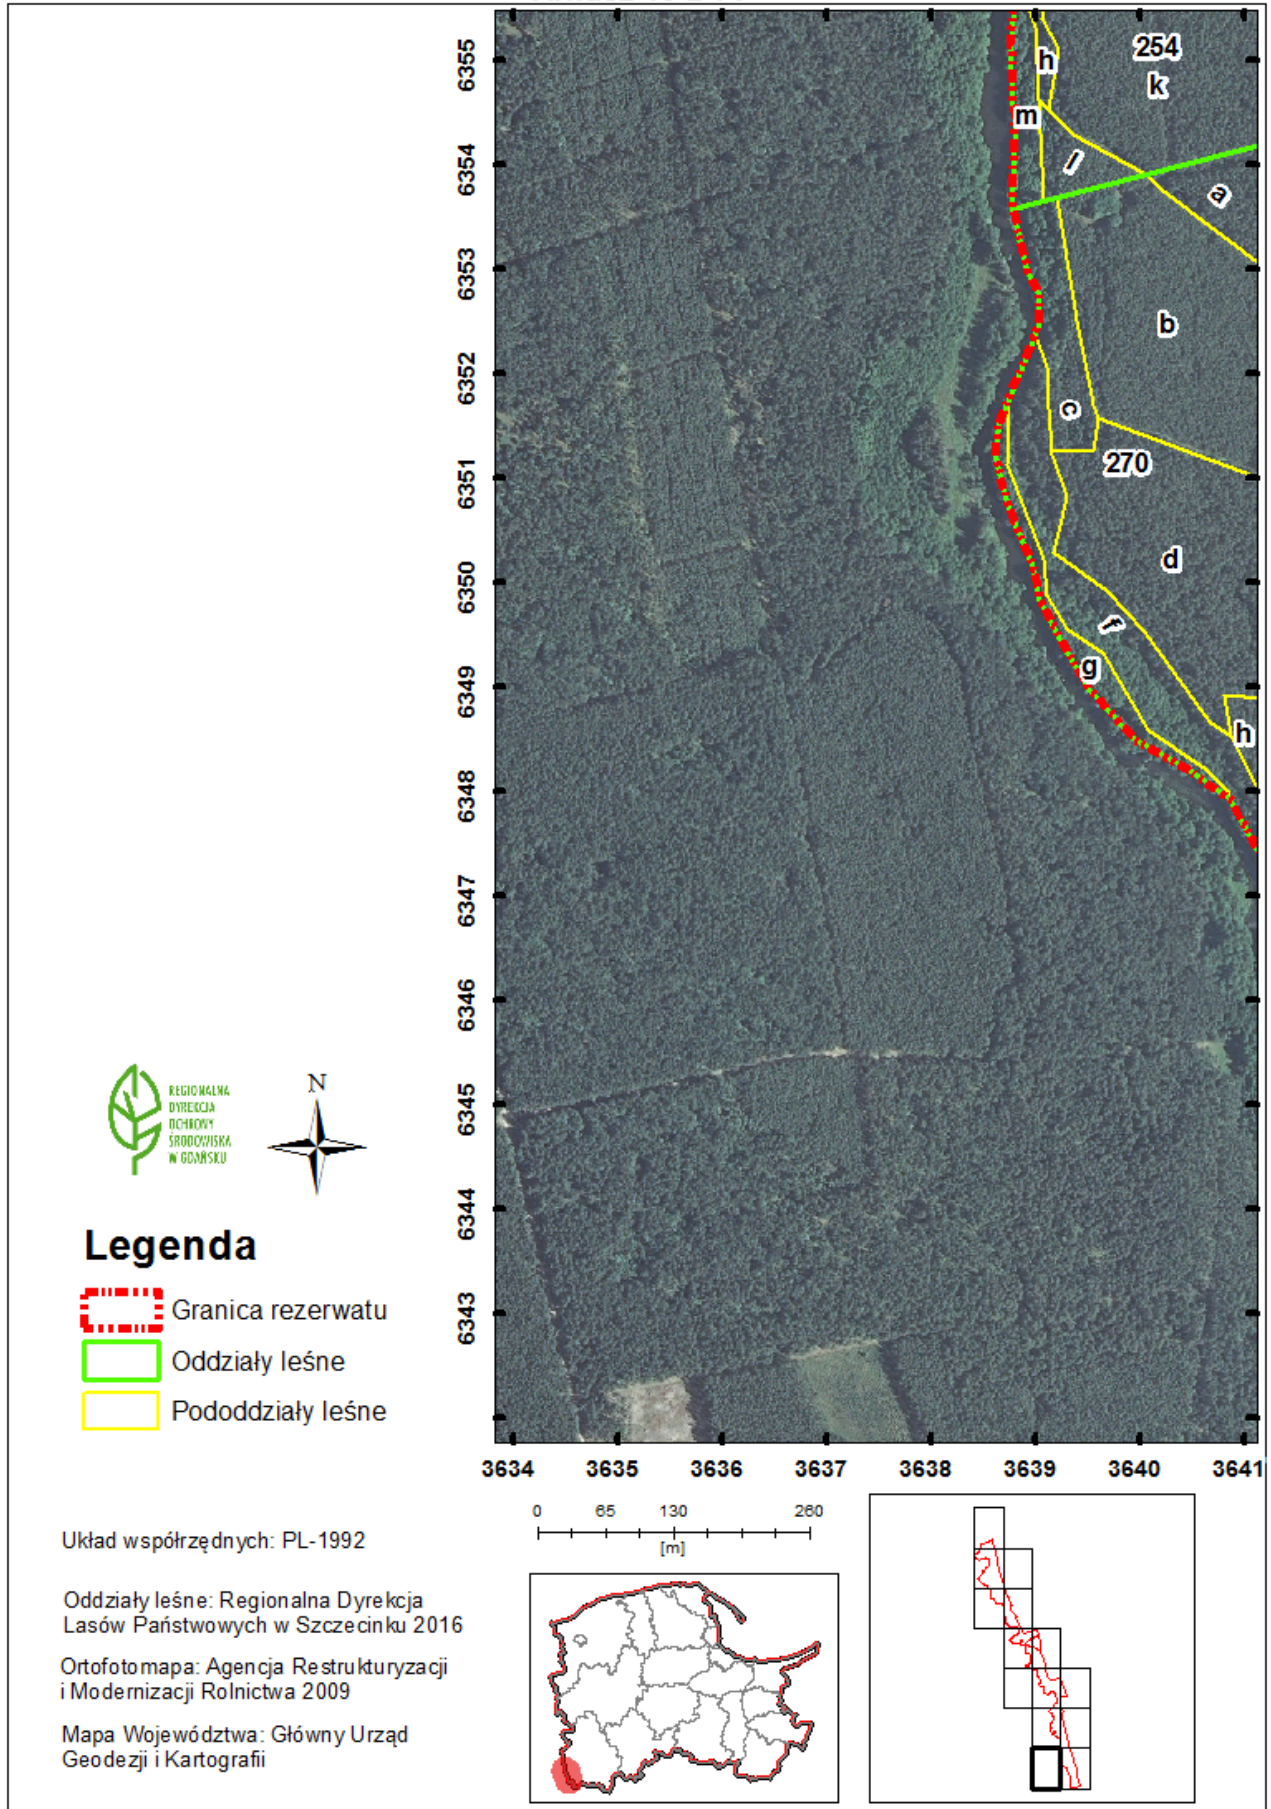 6355
6354
6353
6352
6351
6350
6349
6348
6347
6346
6345
6344
6343
h
254
k
m
l
a
b
c
270
d
f
g
h
3634 3635 3636 3637 3638 3639 3640 3641
REGIONALNA
DYREKCJA
OCHRONY
ŚRODOWISKA
W GDAŃSKU
N
Legenda
Granica rezerwatu
Oddziały leśne
Pododdziały leśne
0 65 130 260
[m]
Układ współrzędnych: PL-1992
Oddziały leśne: Regionalna Dyrekcja
Lasów Państwowych w Szczecinku 2016
Ortofotomapa: Agencja Restrukturyzacji
i Modernizacji Rolnictwa 2009
Mapa Województwa: Główny Urząd
Geodezji i Kartografii